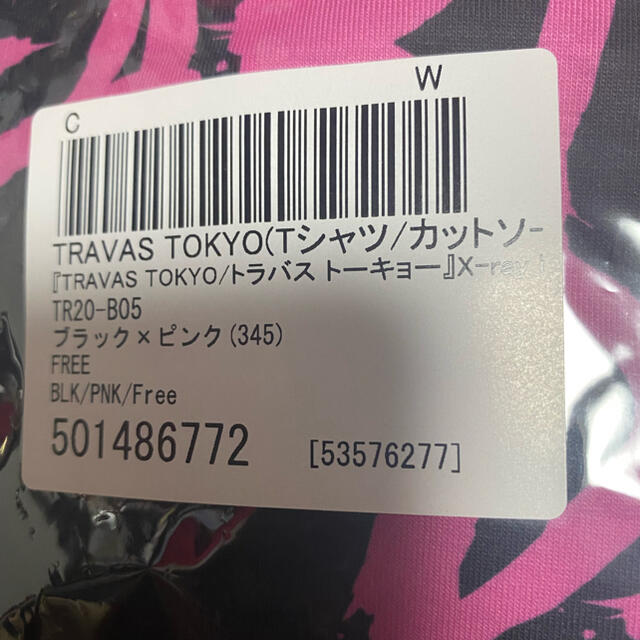 C W
TRAVAS TOKYO(Tシャツ/カットソー
『TRAVAS TOKYO/トラバストーキョー』X-ray
TR20-B05
ブラック×ピンク(345)
FREE
BLK/PNK/Free
501486772 [53576277]